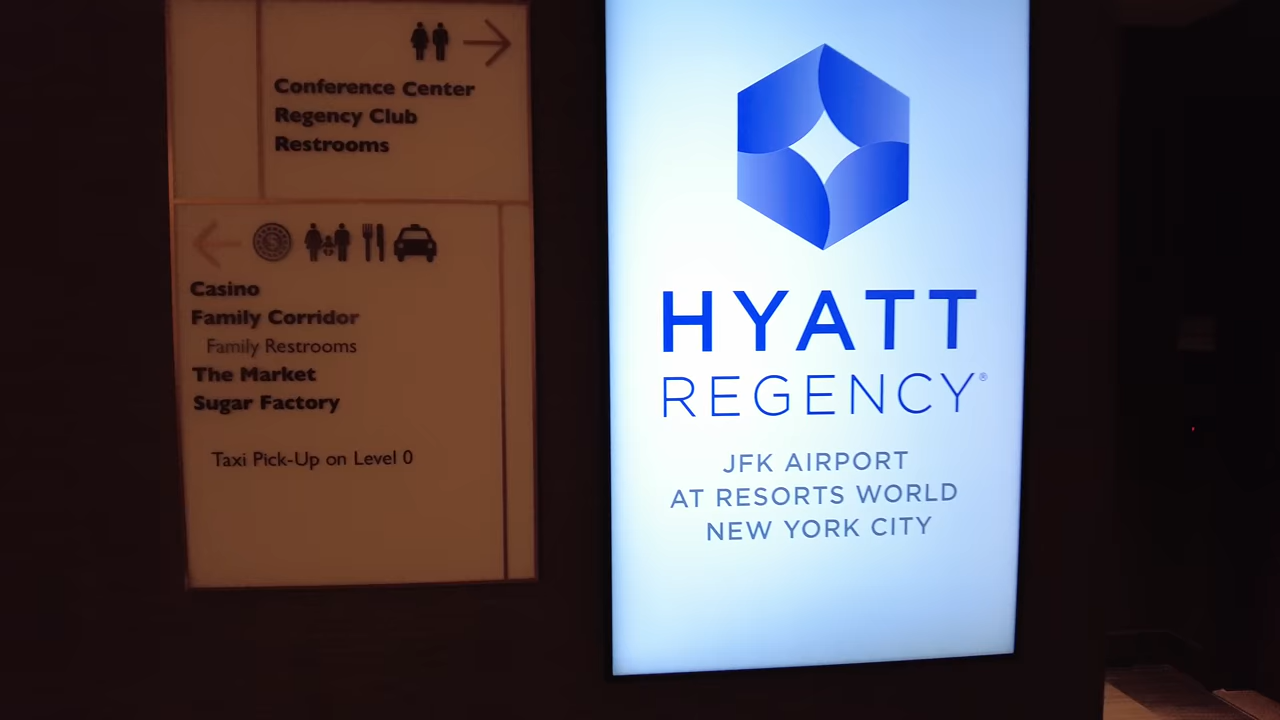 Conference Center
Regency Club
Restrooms
Casino
Family Corridor
Family Restrooms
The Market
Sugar Factory
Taxi Pick-Up on Level 0
HYATT
REGENCY®
JFK AIRPORT
AT RESORTS WORLD
NEW YORK CITY